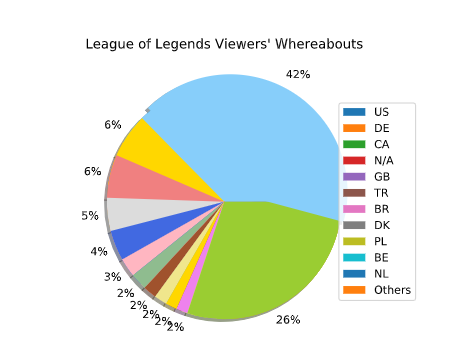 League of Legends Viewers' Whereabouts
42%
6%
6%
5%
4%
3%
2%
2%
2%
2%
2%
26%
US
DE
CA
N/A
GB
TR
BR
DK
PL
BE
NL
Others